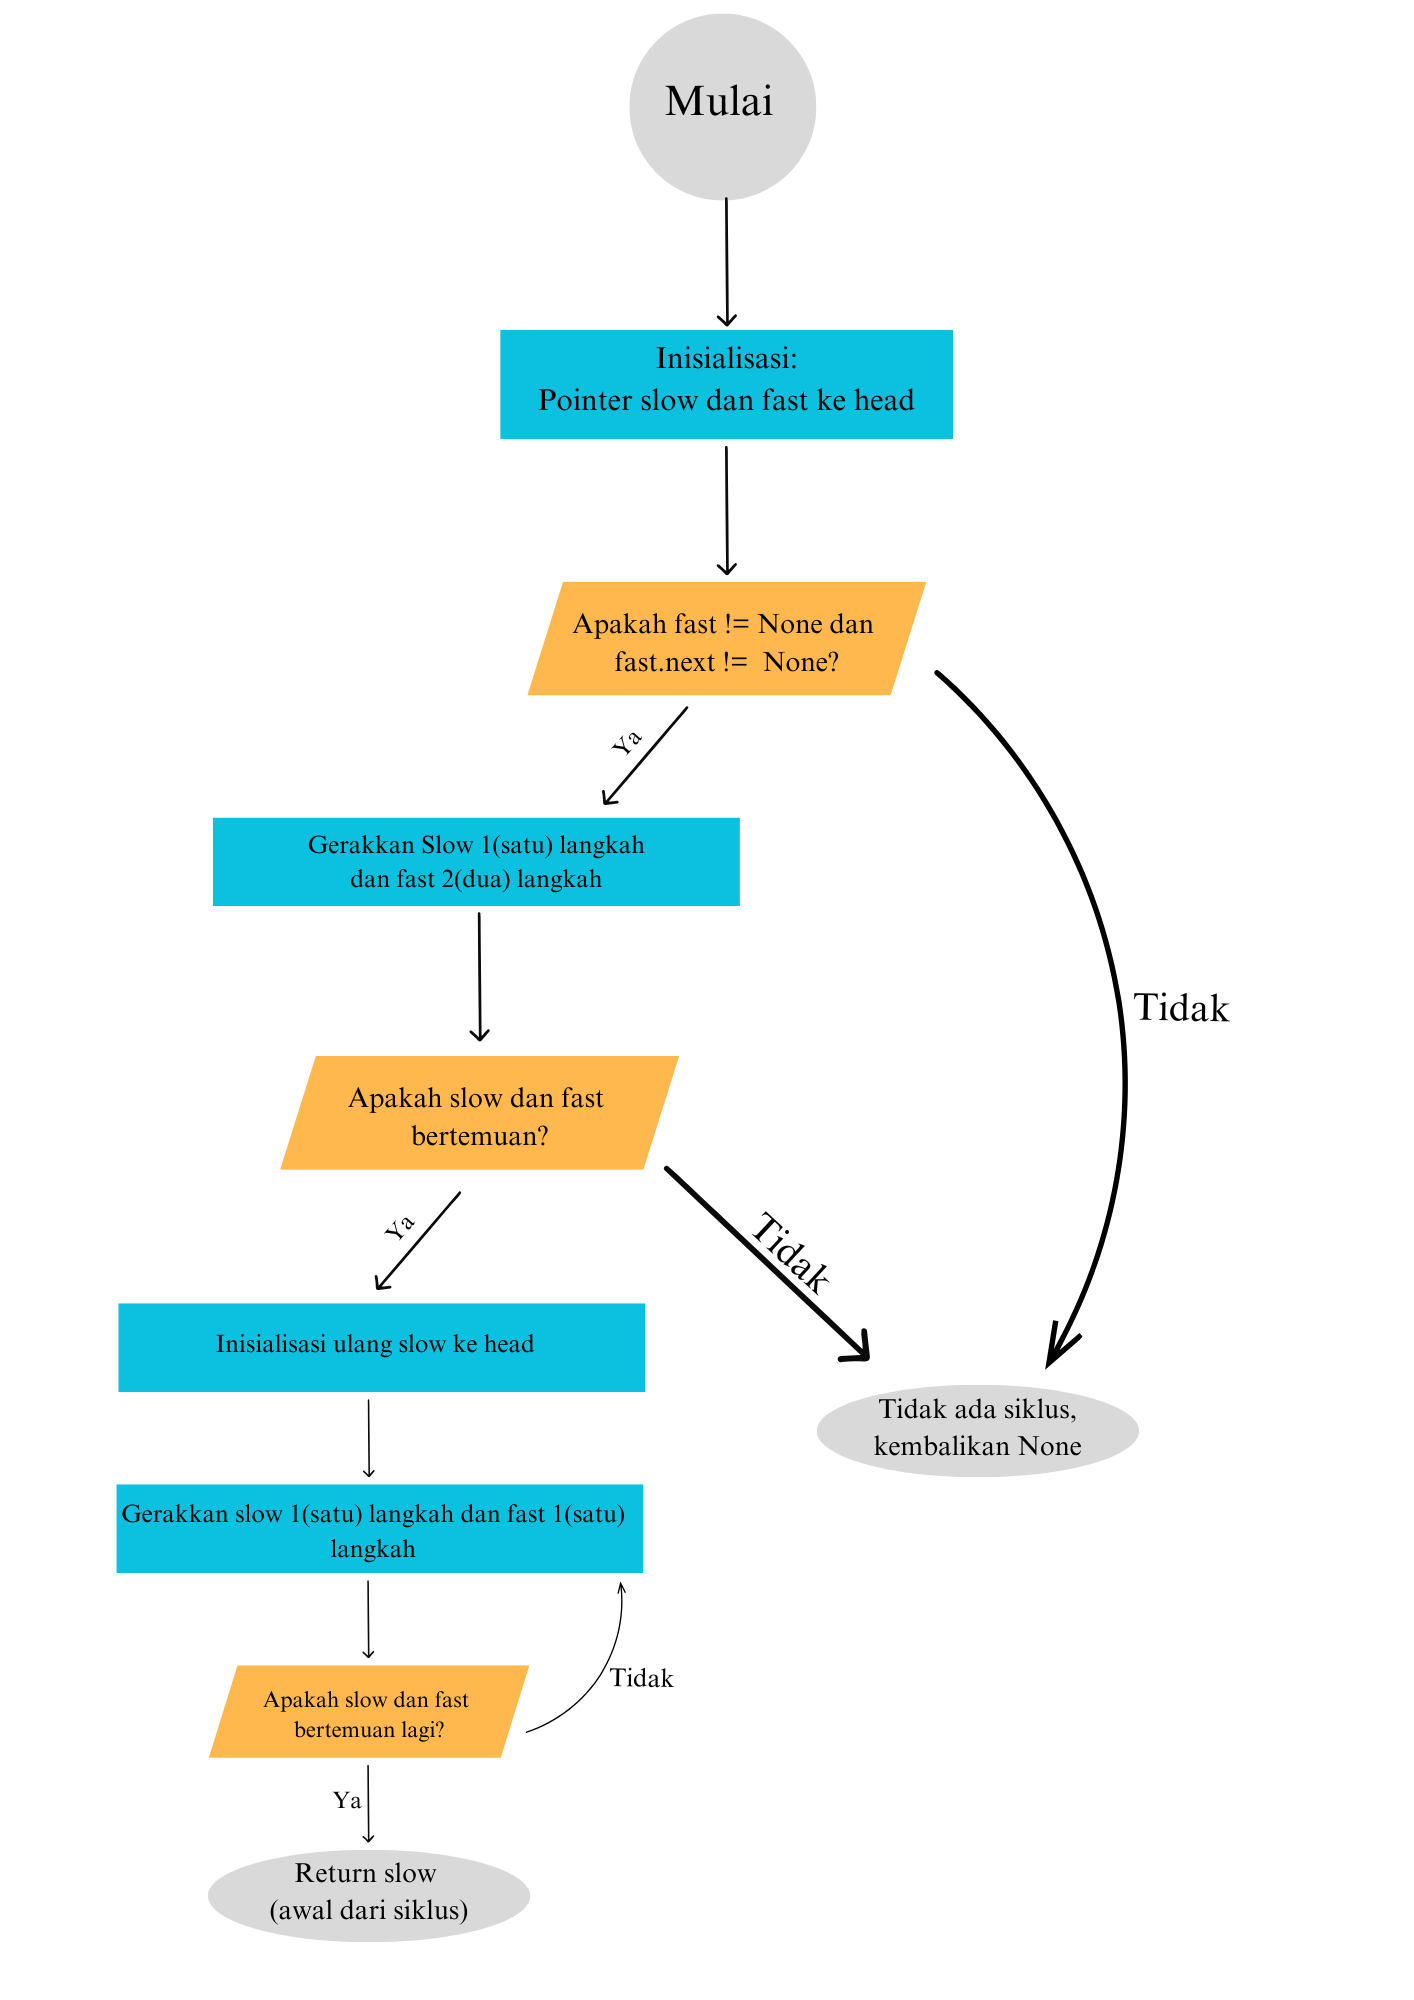 Mulai
Inisialisasi:
Pointer slow dan fast ke head
Apakah fast != None dan
fast.next != None?
Ya
Gerakkan Slow 1(satu) langkah
dan fast 2(dua) langkah
Tidak
Apakah slow dan fast
bertemuan?
Ya
Tidak
Inisialisasi ulang slow ke head
Tidak ada siklus,
kembalikan None
Gerakkan slow 1(satu) langkah dan fast 1(satu)
langkah
Tidak
Apakah slow dan fast
bertemuan lagi?
Ya
Return slow
(awal dari siklus)